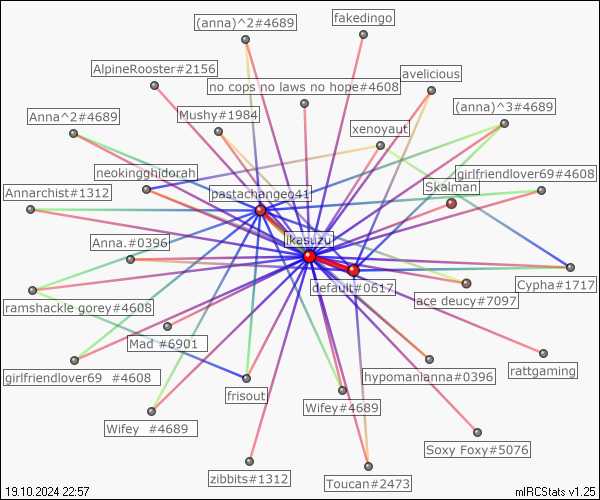 (anna)^2#4689
fakedingo
AlpineRooster#2156
avelicious
no cops no laws no hope#4608
Anna^2#4689
Mushy#1984
(anna)^3#4689
xenoyaut
neokingghidorah
girlfriendlover69#4608
Annarchist#1312
pastachangeo41
Skalman
ikasuzu
Anna.#0396
default#0617
Cypha#1717
ramshackle gorey#4608
ace deucy#7097
Mad #6901
girlfriendlover69 #4608
hypomanIanna#0396
rattgaming
frisout
Wifey#4689
Wifey #4689
Soxy Foxy#5076
zibbits#1312
Toucan#2473
19.10.2024 22:57
mIRCStats v1.25